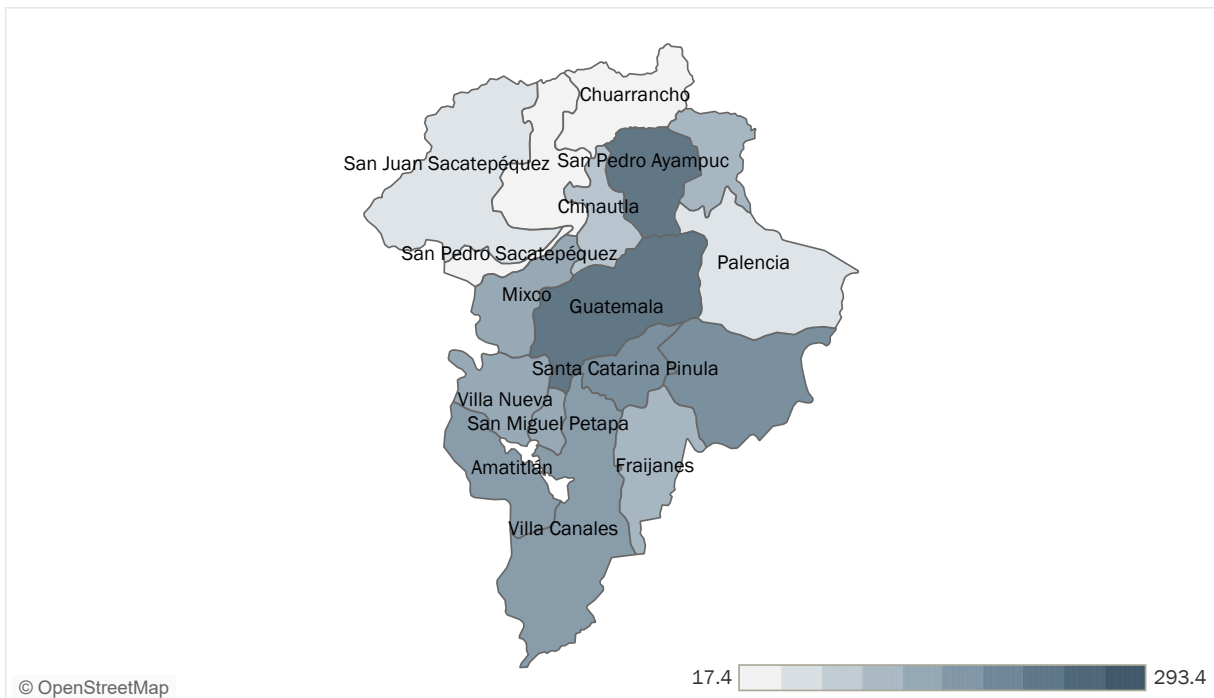 Chuarrancho
San Juan Sacatepéquez
San Pedro Ayampuc
Chinautla
San Pedro Sacatepéquez
Palencia
Mixco
Guatemala
Santa Catarina Pinula
Villa Nueva
San Miguel Petapa
Amatitlán
Fraijanes
Villa Canales
17.4
293.4
© OpenStreetMap